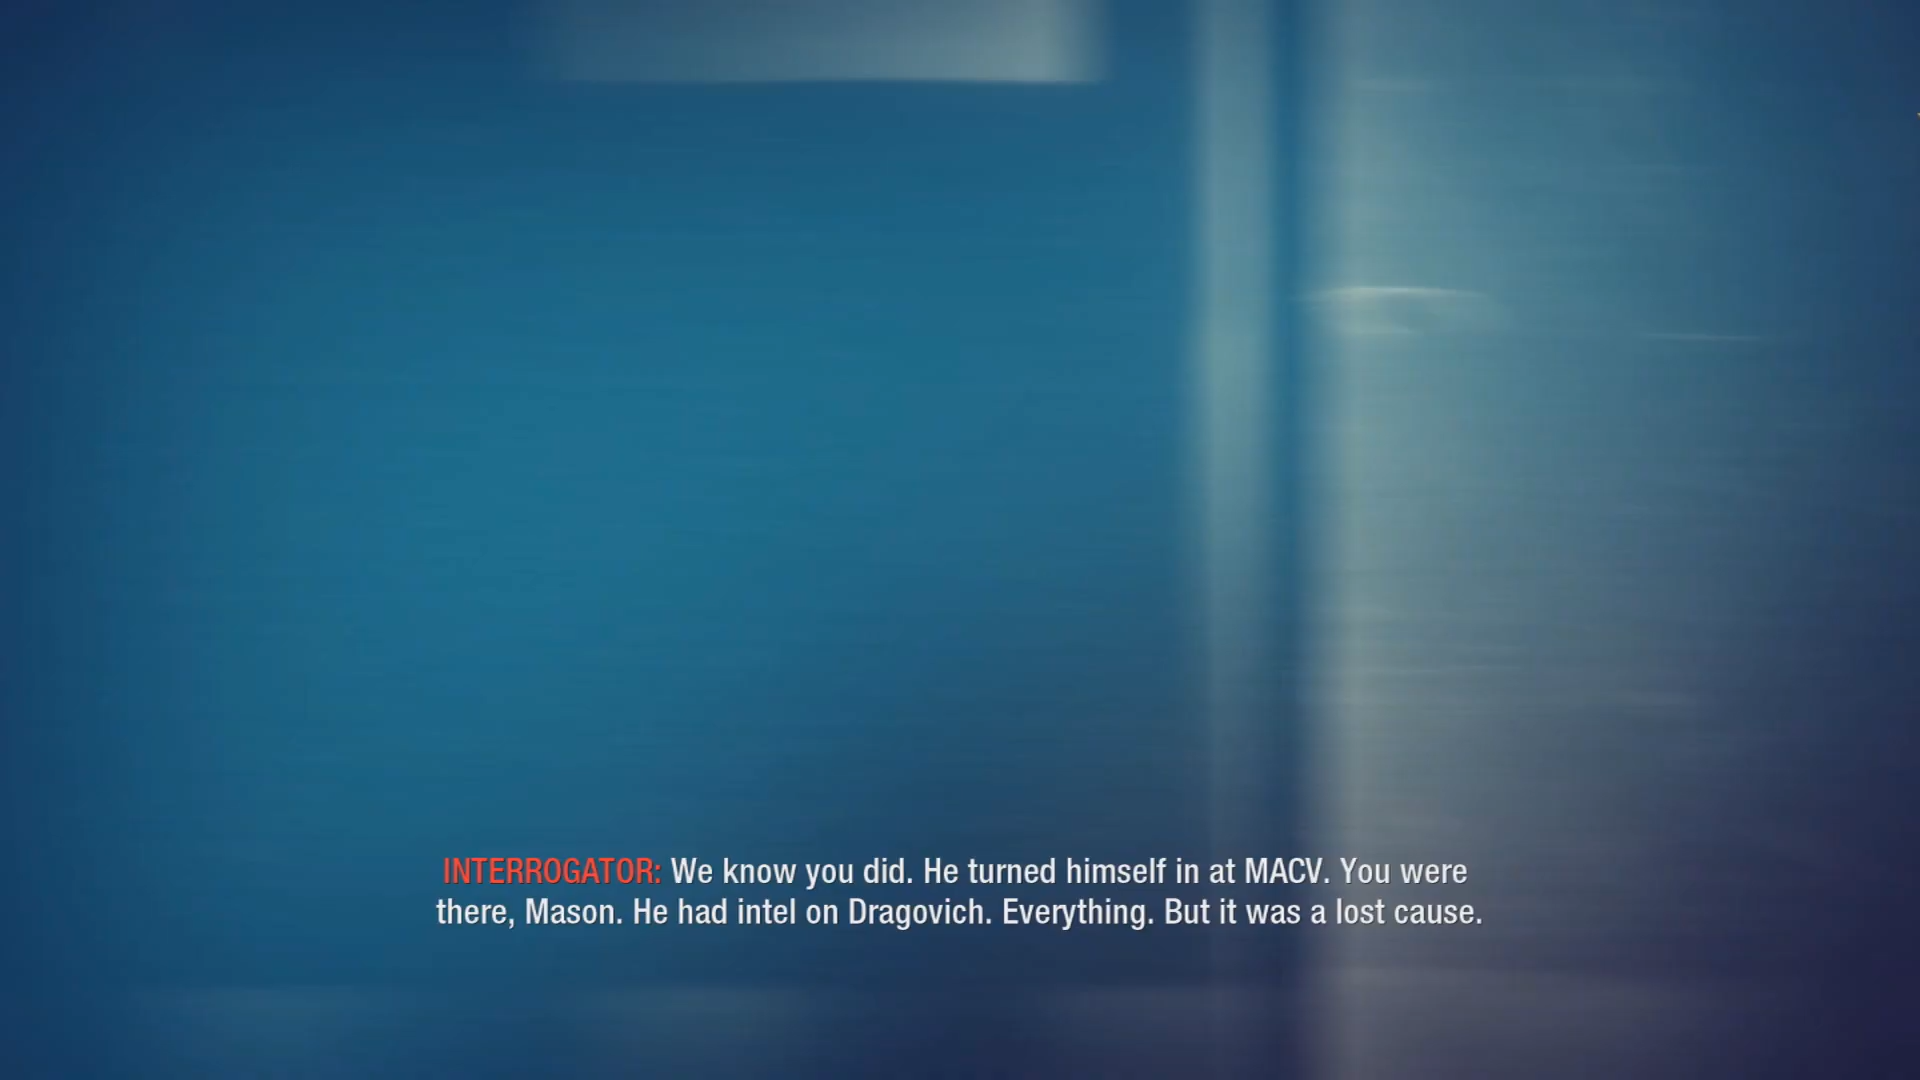 INTERROGATOR: We know you did. He turned himself in at MACV. You were
there, Mason. He had intel on Dragovich. Everything. But it was a lost cause.